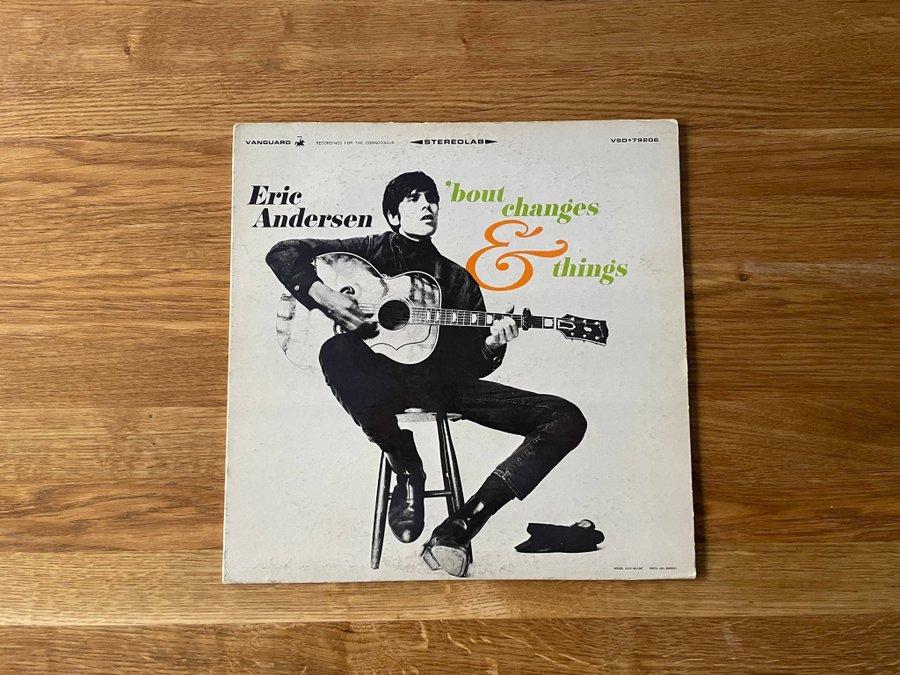 VANGUARD RECORDINGS FOR THE CONNOISSEUR STEREOLAB VSD•79206
Eric
Andersen
'bout
changes
&
things